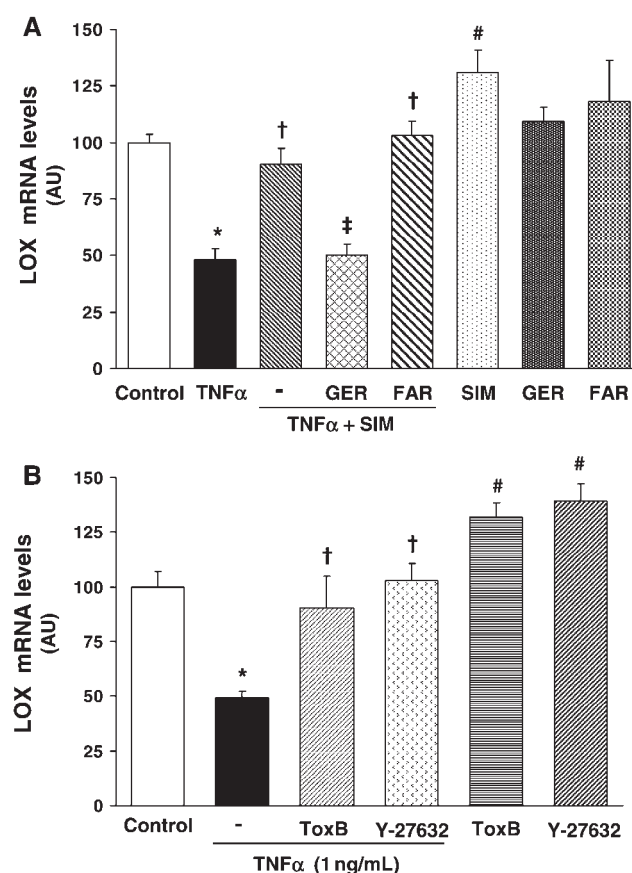 A
LOX mRNA levels
(AU)
150
125
100
75
50
25
0
*
†
‡
†
#
Control TNFα - GER FAR SIM GER FAR
TNFα + SIM
B
LOX mRNA levels
(AU)
150
125
100
75
50
25
0
*
†
†
#
#
Control - ToxB Y-27632 ToxB Y-27632
TNFα (1 ng/mL)